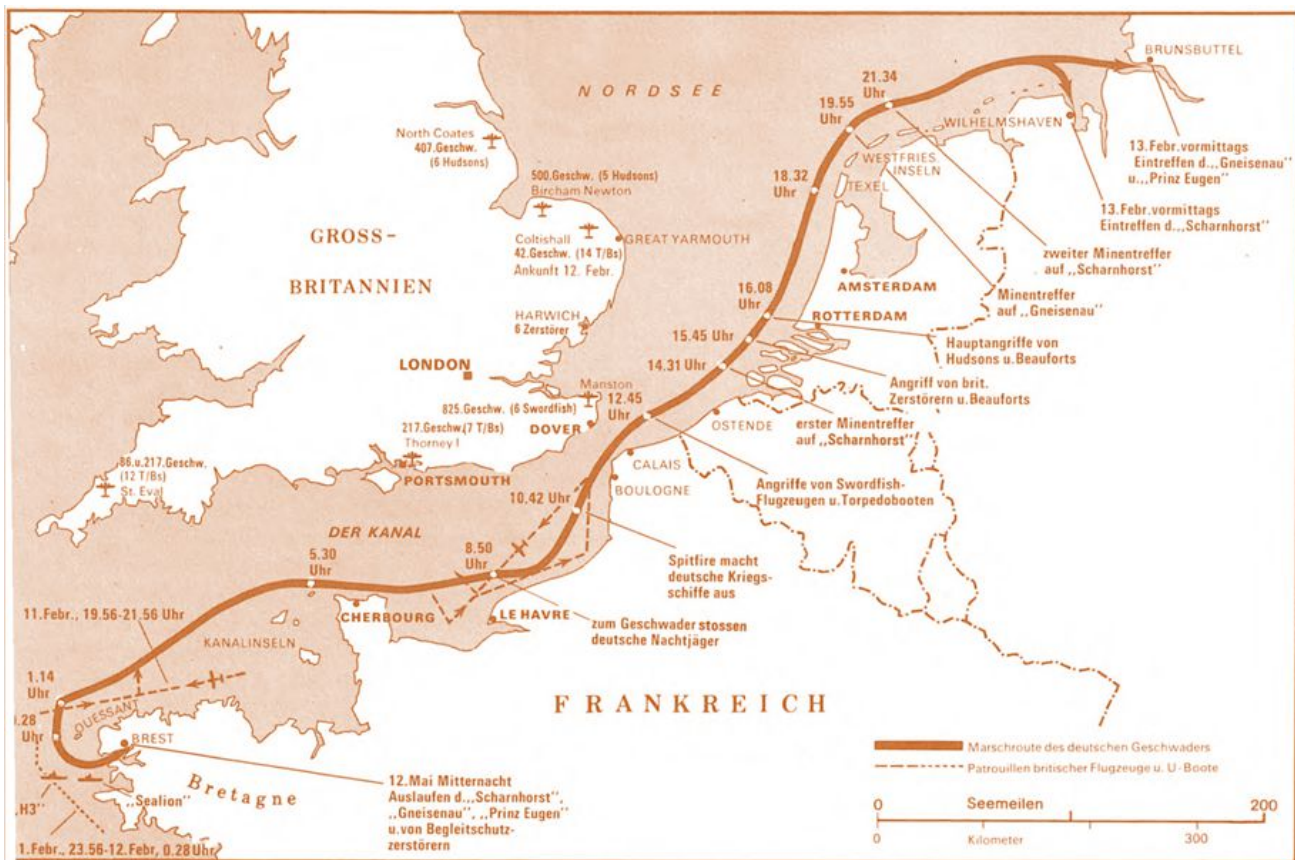 NORDSEE
BRUNSBUTTEL
21.34
Uhr
19.55
Uhr
WILHELMSHAVEN
North Coates
407.Geschw.
(6 Hudsons)
WESTFRIES.
INSELN
TEXEL
13.Febr.vormittags
Eintreffen d.,,Gneisenau"
u.,,Prinz Eugen"
500.Geschw. (5 Hudsons)
Bircham Newton
18.32
Uhr
13.Febr.vormittags
Eintreffen d.,,Scharnhorst"
GROSS-
BRITANNIEN
Coltishall
42.Geschw. (14 T/Bs)
Ankunft 12. Febr.
GREAT YARMOUTH
zweiter Minentreffer
auf ,,Scharnhorst"
AMSTERDAM
16.08
Uhr
Minentreffer
auf ,,Gneisenau"
HARWICH
6 Zerstörer
ROTTERDAM
15.45 Uhr
Hauptangriffe von
Hudsons u.Beauforts
LONDON
14.31 Uhr
Angriff von brit.
Zerstörern u.Beauforts
Manston
12.45
Uhr
825.Geschw. (6 Swordfish)
DOVER
OSTENDE
erster Minentreffer
auf ,,Scharnhorst"
217.Geschw.(7 T/Bs)
Thorney I
PORTSMOUTH
CALAIS
BOULOGNE
86.u.217.Geschw.
(12 T/Bs)
St. Eval
10.42 Uhr
Angriffe von Swordfish-
Flugzeugen u.Torpedobooten
DER KANAL
5.30
Uhr
8.50
Uhr
Spitfire macht
deutsche Kriegs-
schiffe aus
11.Febr., 19.56-21.56 Uhr
CHERBOURG
LE HAVRE
zum Geschwader stossen
deutsche Nachtjäger
KANALINSELN
1.14
Uhr
FRANKREICH
.28
Uhr
OUESSANT
BREST
Bretagne
12.Mai Mitternacht
Auslaufen d.,,Scharnhorst",
,,Gneisenau", ,,Prinz Eugen"
u.von Begleitschutz-
zerstörern
,,Sealion"
,H3"
1.Febr., 23.56-12.Febr, 0.28 Uhr
Marschroute des deutschen Geschwaders
Patrouillen britischer Flugzeuge u. U-Boote
0 Seemeilen 200
0 Kilometer 300